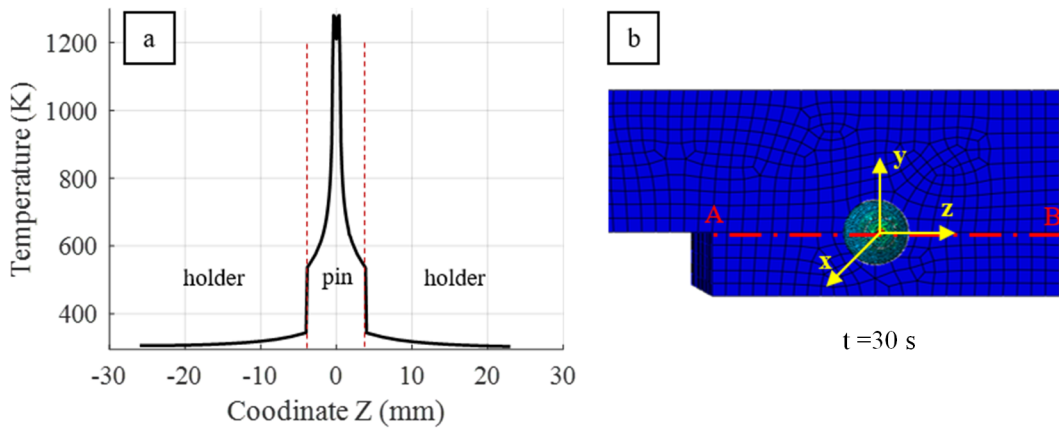 a
Temperature (K)
1200
1000
800
600
400
holder
pin
holder
-30
-20
-10
0
10
20
30
Coodinate Z (mm)
b
y
A
z
B
x
t =30 s